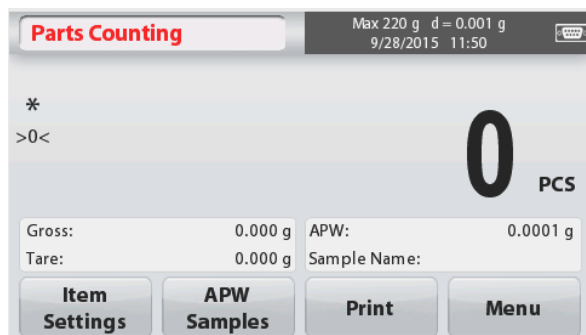 Parts Counting
Max 220 g d = 0.001 g
9/28/2015 11:50
*
>0<
0 PCS
Gross: 0.000 g APW: 0.0001 g
Tare: 0.000 g Sample Name:
Item Settings
APW Samples
Print
Menu